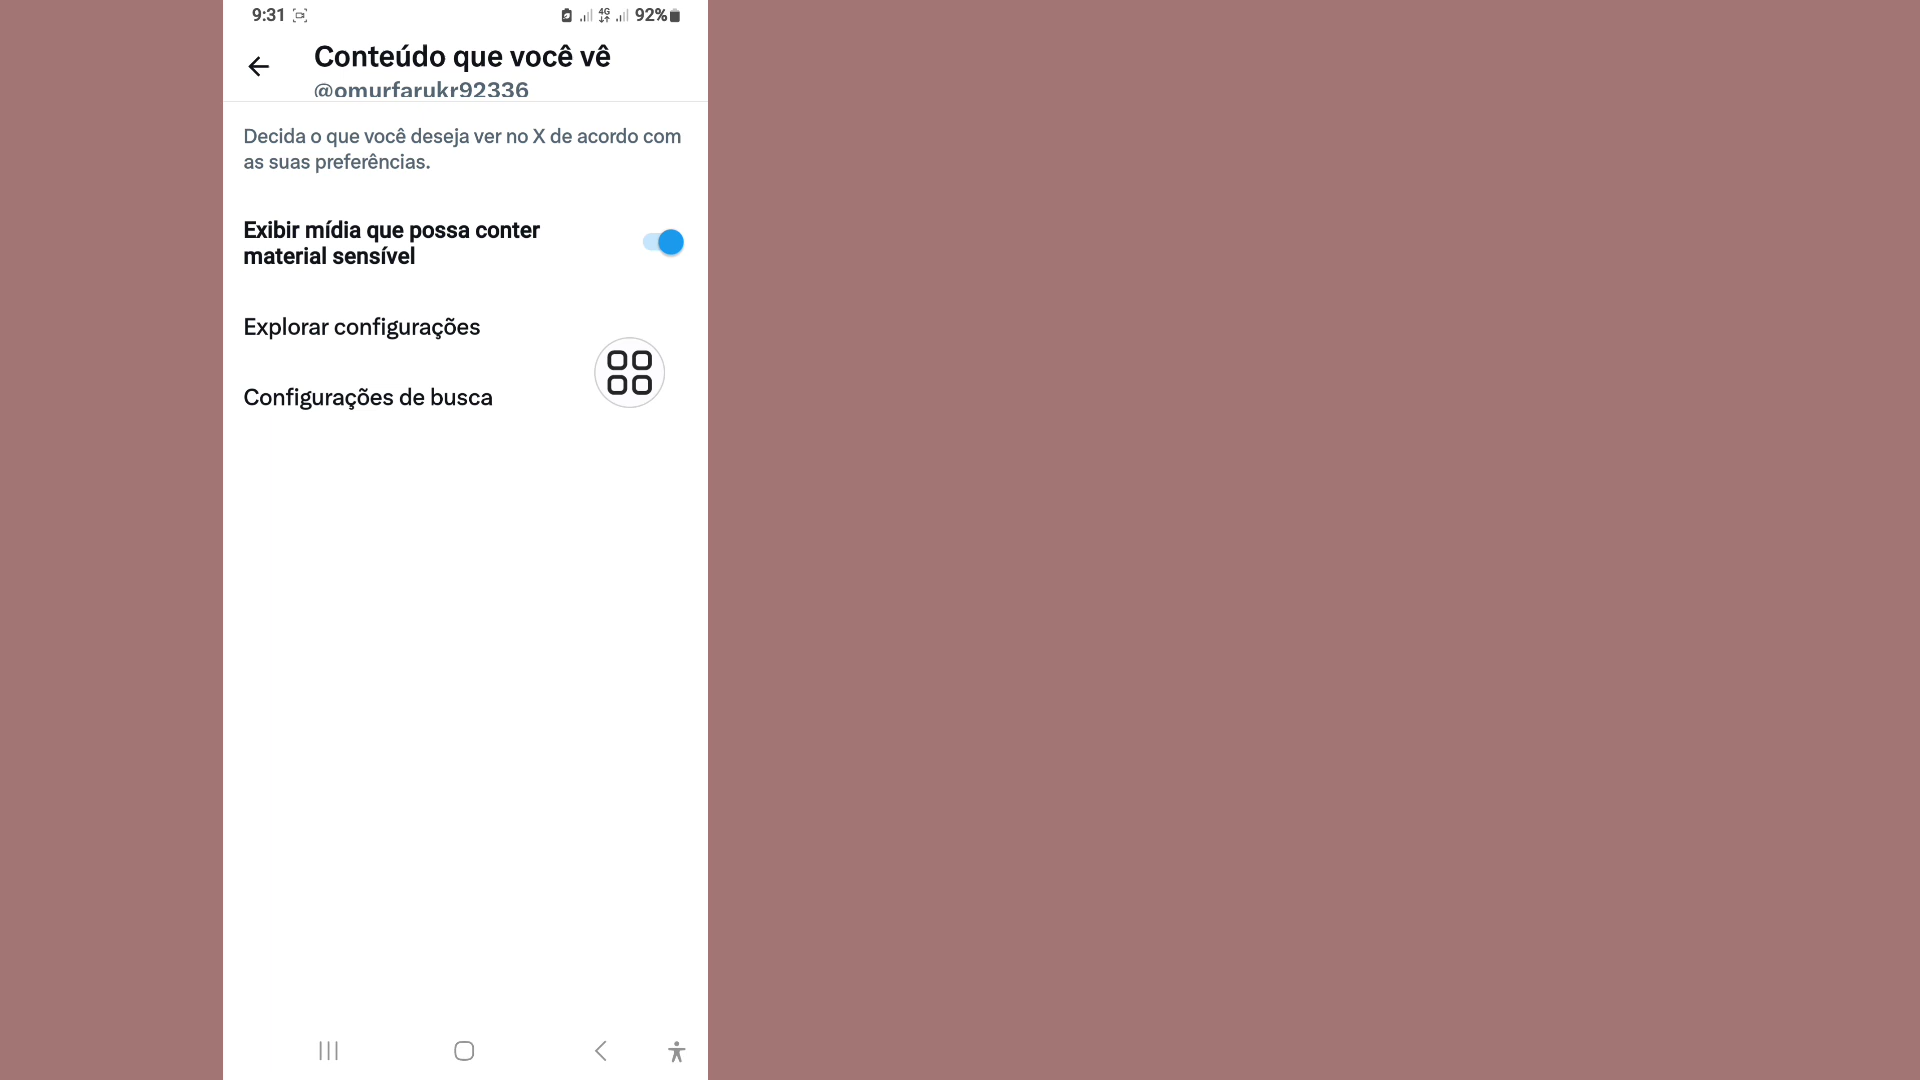 9:31
4G
92%
Conteúdo que você vê
@omurfarukr92336
Decida o que você deseja ver no X de acordo com
as suas preferências.
Exibir mídia que possa conter
material sensível
Explorar configurações
Configurações de busca